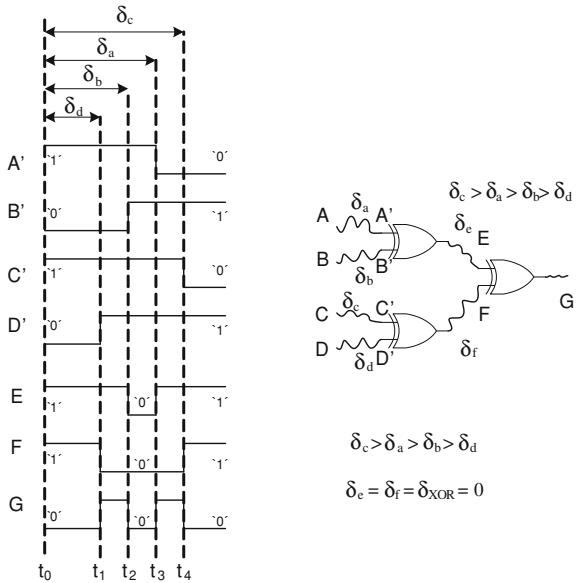 δc
δa
δb
δd
A' `1´ `0´
B' `0´ `1´
C' `1´ `0´
D' `0´ `1´
E `1´ `0´ `1´
F `1´ `0´ `1´
G `0´ `0´ `0´
t0 t1 t2 t3 t4
δc > δa > δb > δd
A δa A'
B δb B'
δe E
C δc C'
D δd D'
F δf
G
δc > δa > δb > δd
δe = δf = δXOR = 0